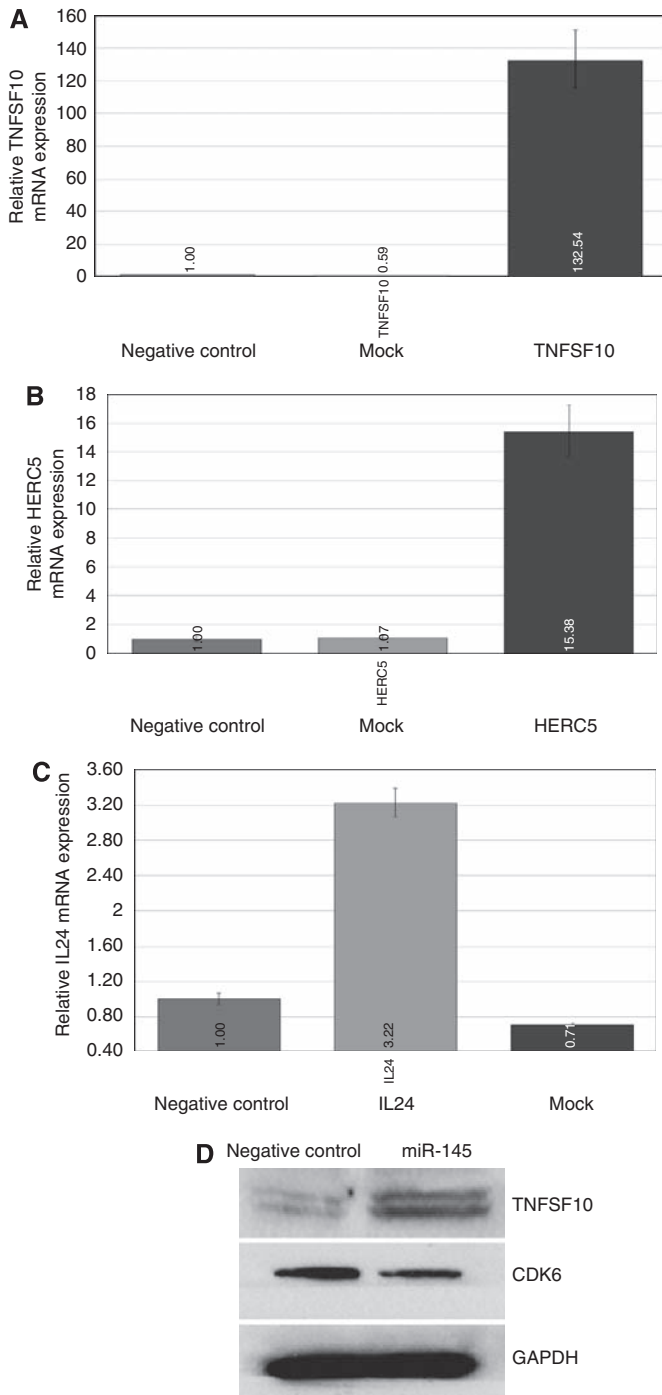 A
Relative TNFSF10
mRNA expression
160
140
120
100
80
60
40
20
0
1.00
TNFSF10 0.59
132.54
Negative control Mock TNFSF10
B
Relative HERC5
mRNA expression
18
16
14
12
10
8
6
4
2
0
1.00
HERC5 1.07
15.38
Negative control Mock HERC5
C
Relative IL24 mRNA expression
3.60
3.20
2.80
2.40
2
1.60
1.20
0.80
0.40
1.00
IL24 3.22
0.71
Negative control IL24 Mock
D Negative control miR-145
TNFSF10
CDK6
GAPDH